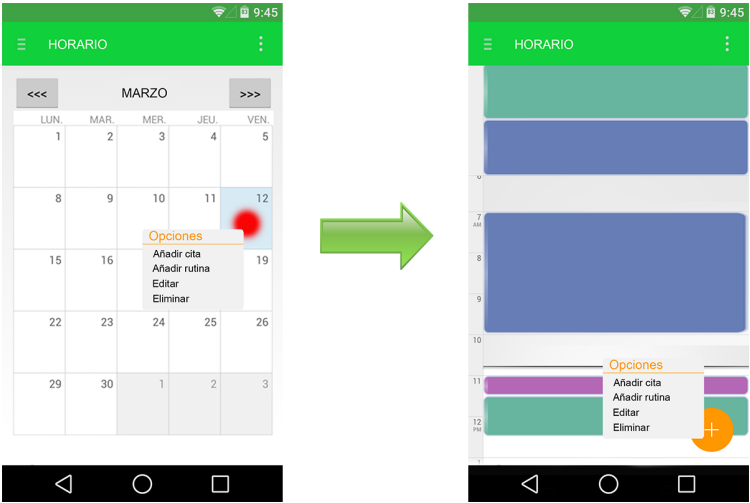 9:45
HORARIO
<<< MARZO >>>
LUN. MAR. MER. JEU. VEN.
1 2 3 4 5
8 9 10 11 12
Opciones
Añadir cita
Añadir rutina
Editar
Eliminar
15 16 19
22 23 24 25 26
29 30 1 2 3
9:45
HORARIO
7
AM
8
9
10
11
12
PM
Opciones
Añadir cita
Añadir rutina
Editar
Eliminar